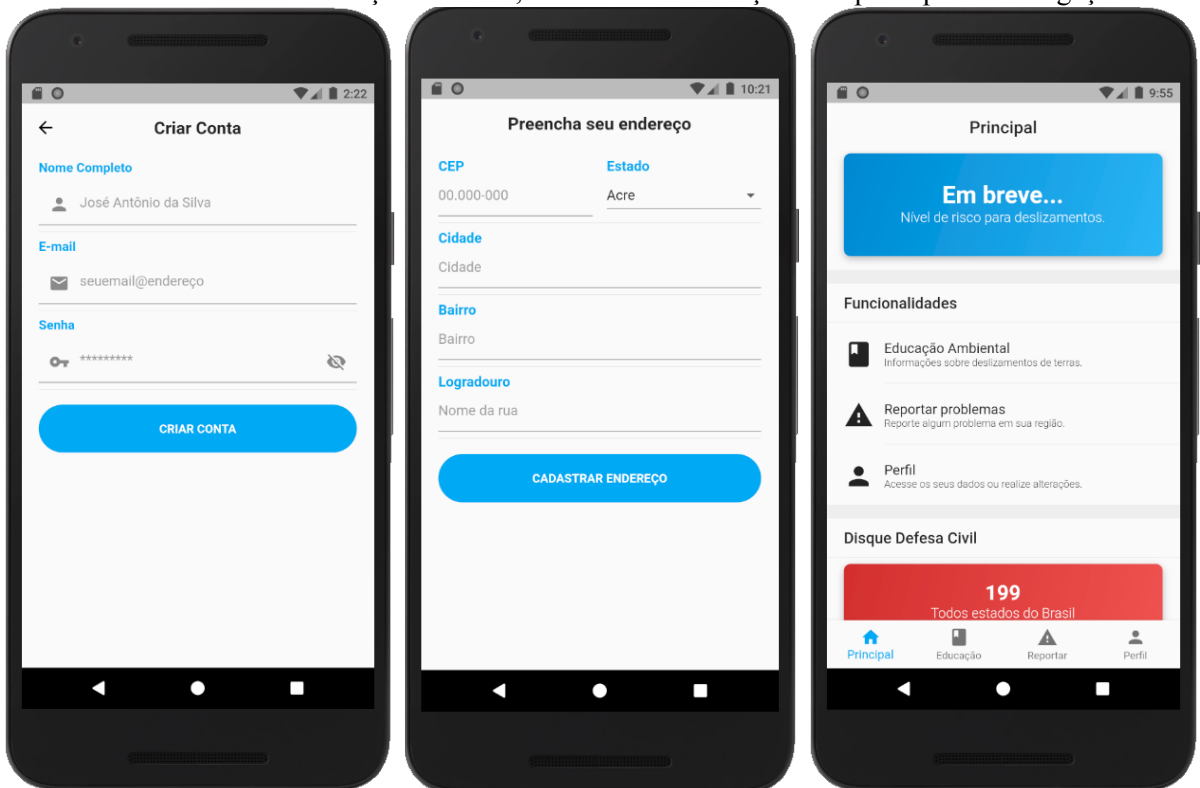 2:22
Criar Conta
Nome Completo
José Antônio da Silva
E-mail
seuemail@endereço
Senha
*********
CRIAR CONTA
10:21
Preencha seu endereço
CEP
Estado
00.000-000
Acre
Cidade
Cidade
Bairro
Bairro
Logradouro
Nome da rua
CADASTRAR ENDEREÇO
9:55
Principal
Em breve...
Nível de risco para deslizamentos.
Funcionalidades
Educação Ambiental
Informações sobre deslizamentos de terras.
Reportar problemas
Reporte algum problema em sua região.
Perfil
Acesse os seus dados ou realize alterações.
Disque Defesa Civil
199
Todos estados do Brasil
Principal
Educação
Reportar
Perfil